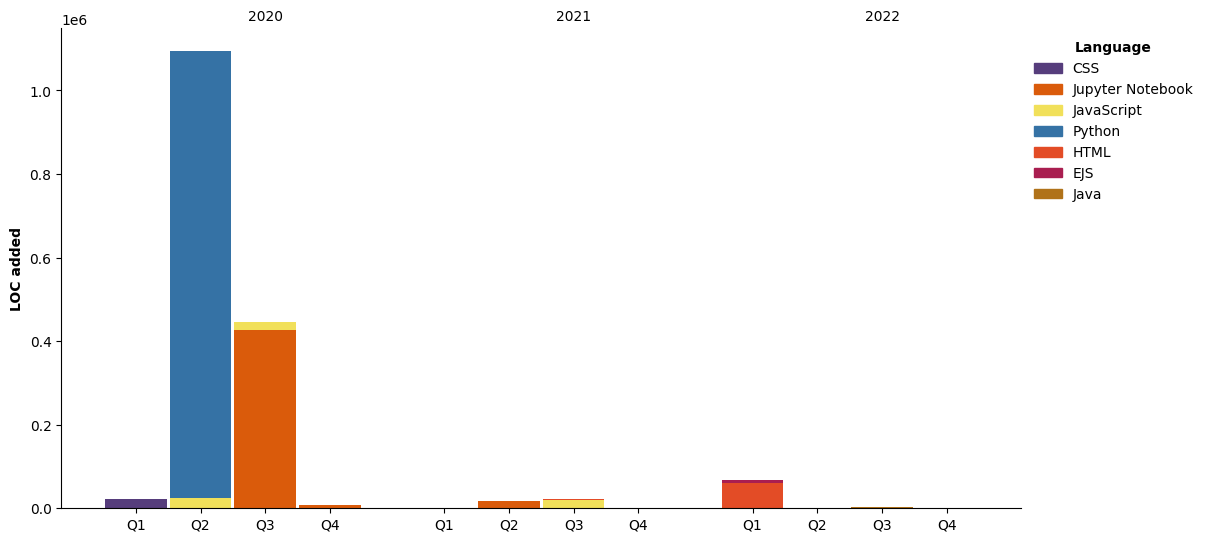 1e6
2020 2021 2022
Language
CSS
Jupyter Notebook
JavaScript
Python
HTML
EJS
Java
LOC added
1.0
0.8
0.6
0.4
0.2
0.0
Q1 Q2 Q3 Q4 Q1 Q2 Q3 Q4 Q1 Q2 Q3 Q4